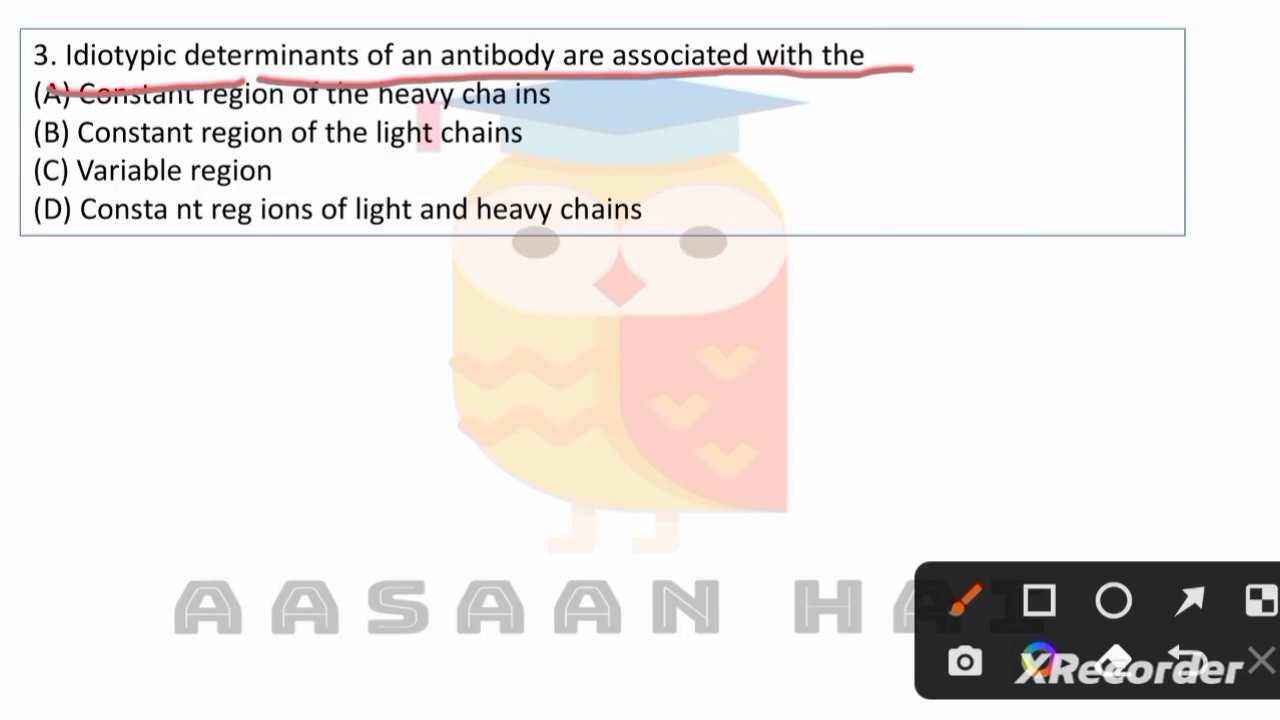 3. Idiotypic determinants of an antibody are associated with the
(A) Constant region of the heavy cha ins
(B) Constant region of the light chains
(C) Variable region
(D) Consta nt reg ions of light and heavy chains
AASAAN HAI
XRecorder